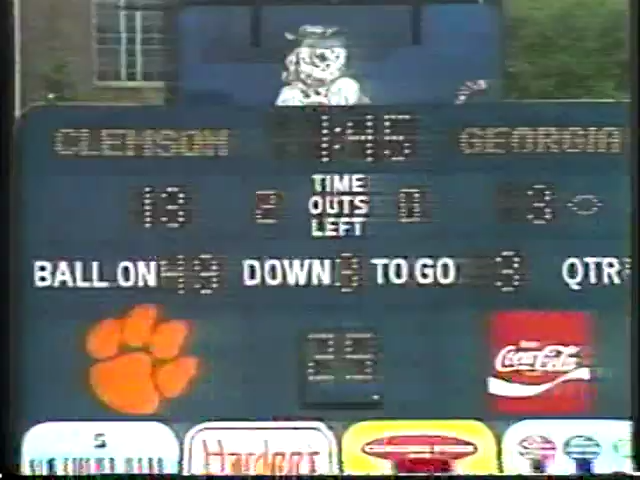 CLEMSON 1:45 GEORGIA
TIME
13 2 OUTS 0 3
LEFT
BALL ON 49 DOWN 3 TO GO 3 QTR
25
Coca-Cola
Hardee's